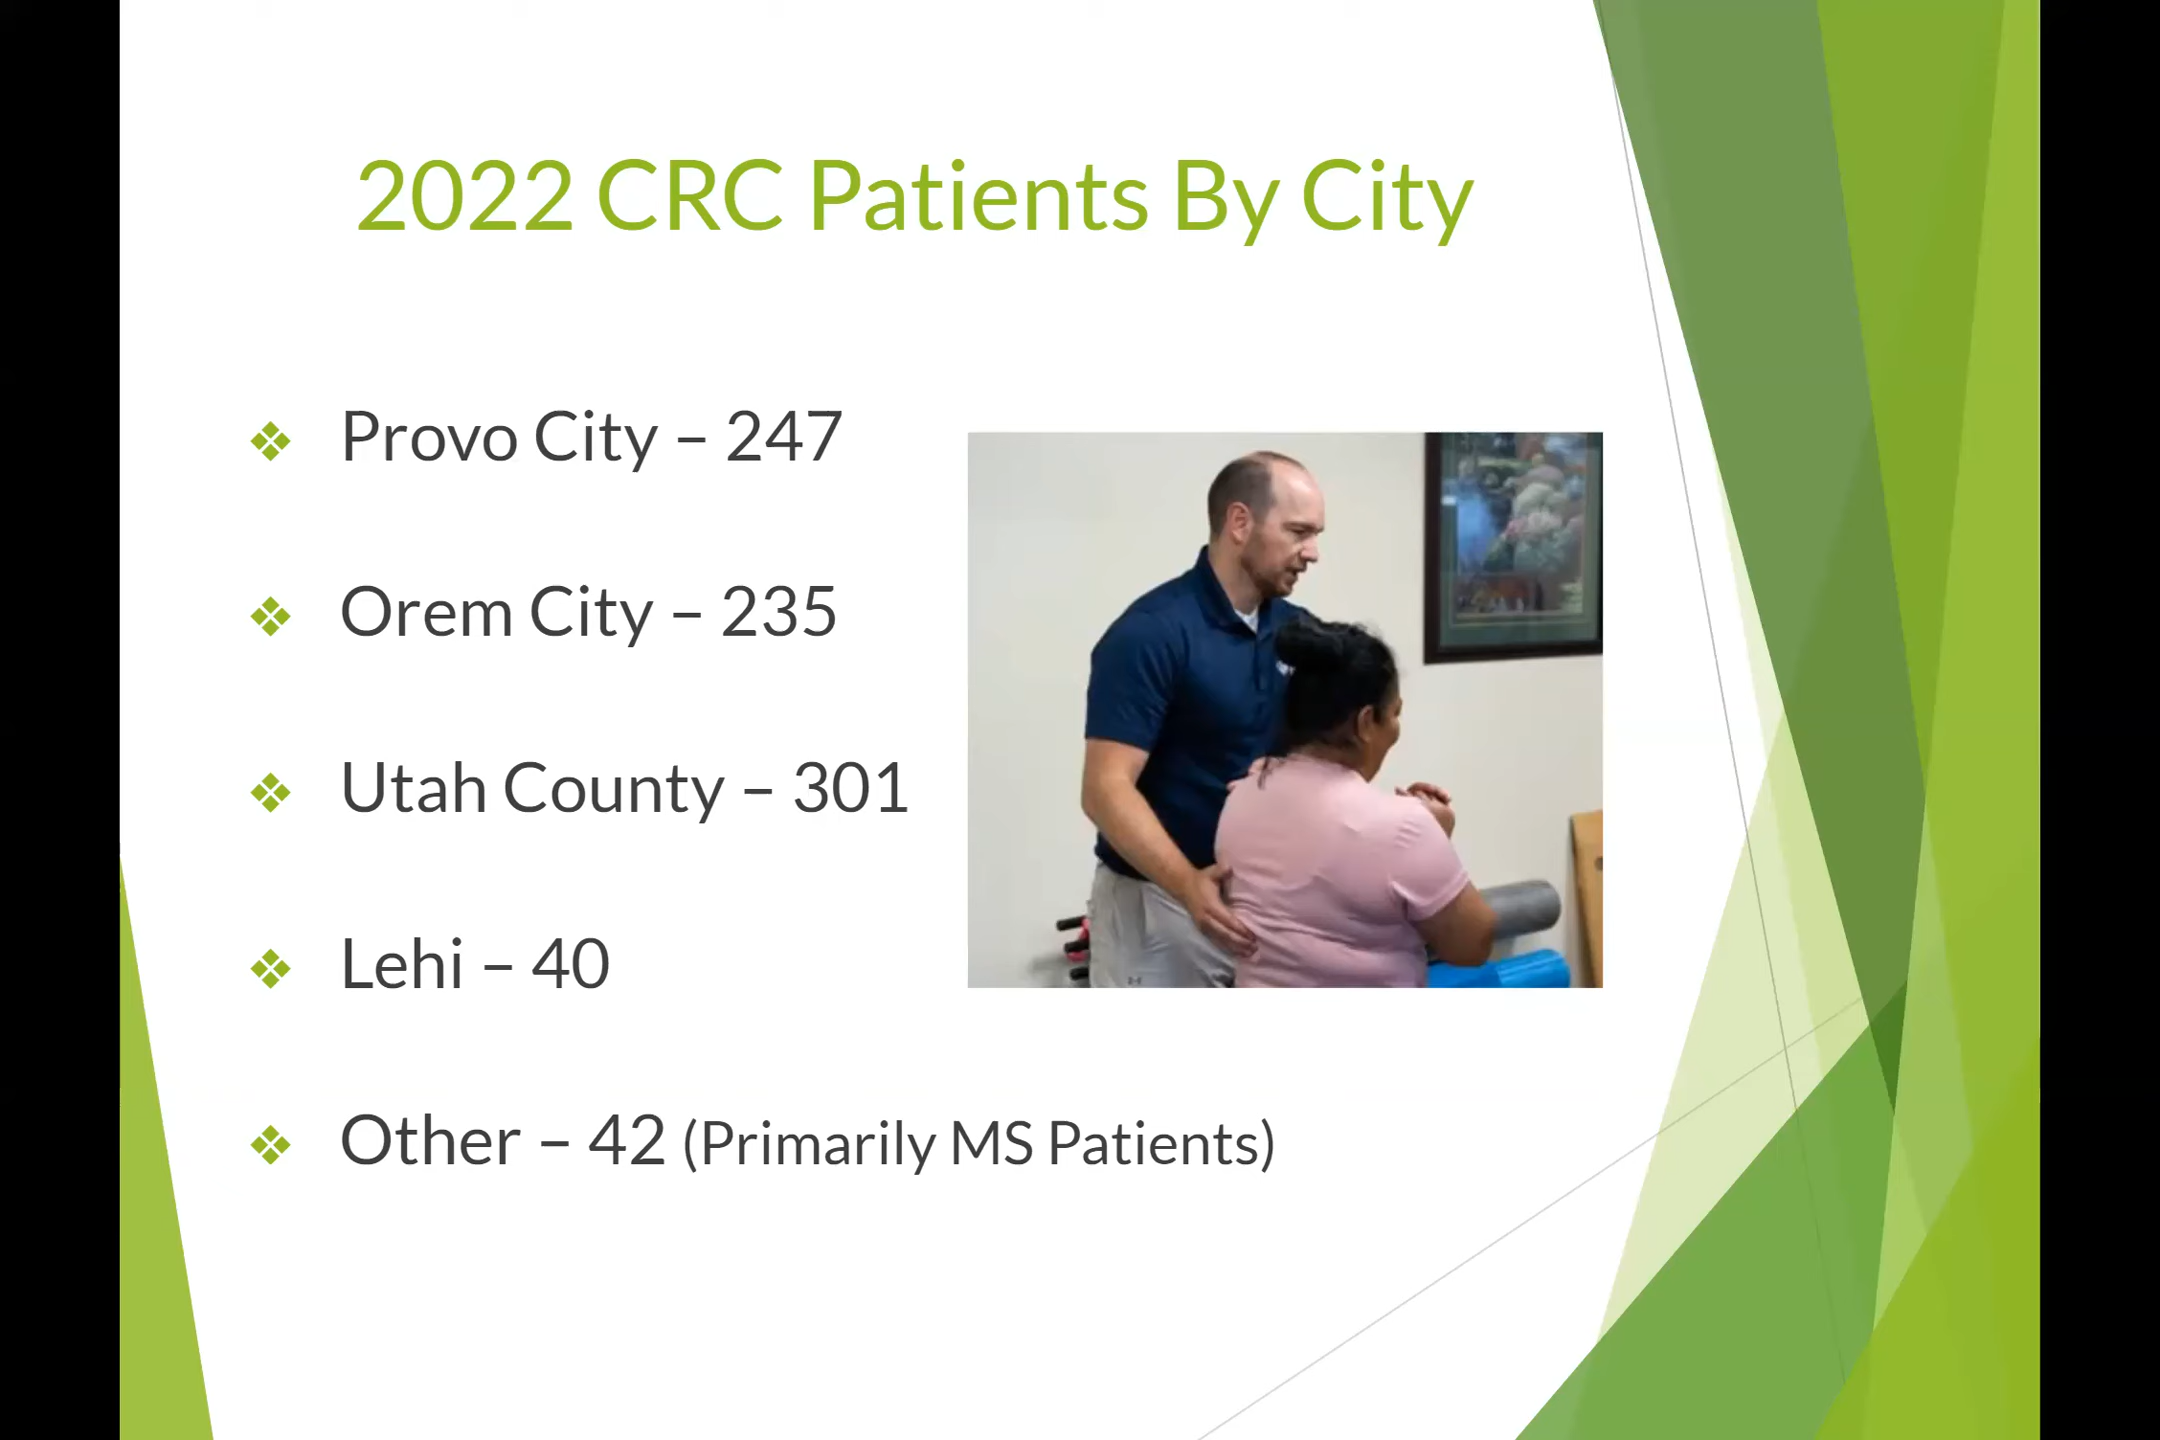 2022 CRC Patients By City
❖ Provo City – 247
❖ Orem City – 235
❖ Utah County – 301
❖ Lehi – 40
❖ Other – 42 (Primarily MS Patients)